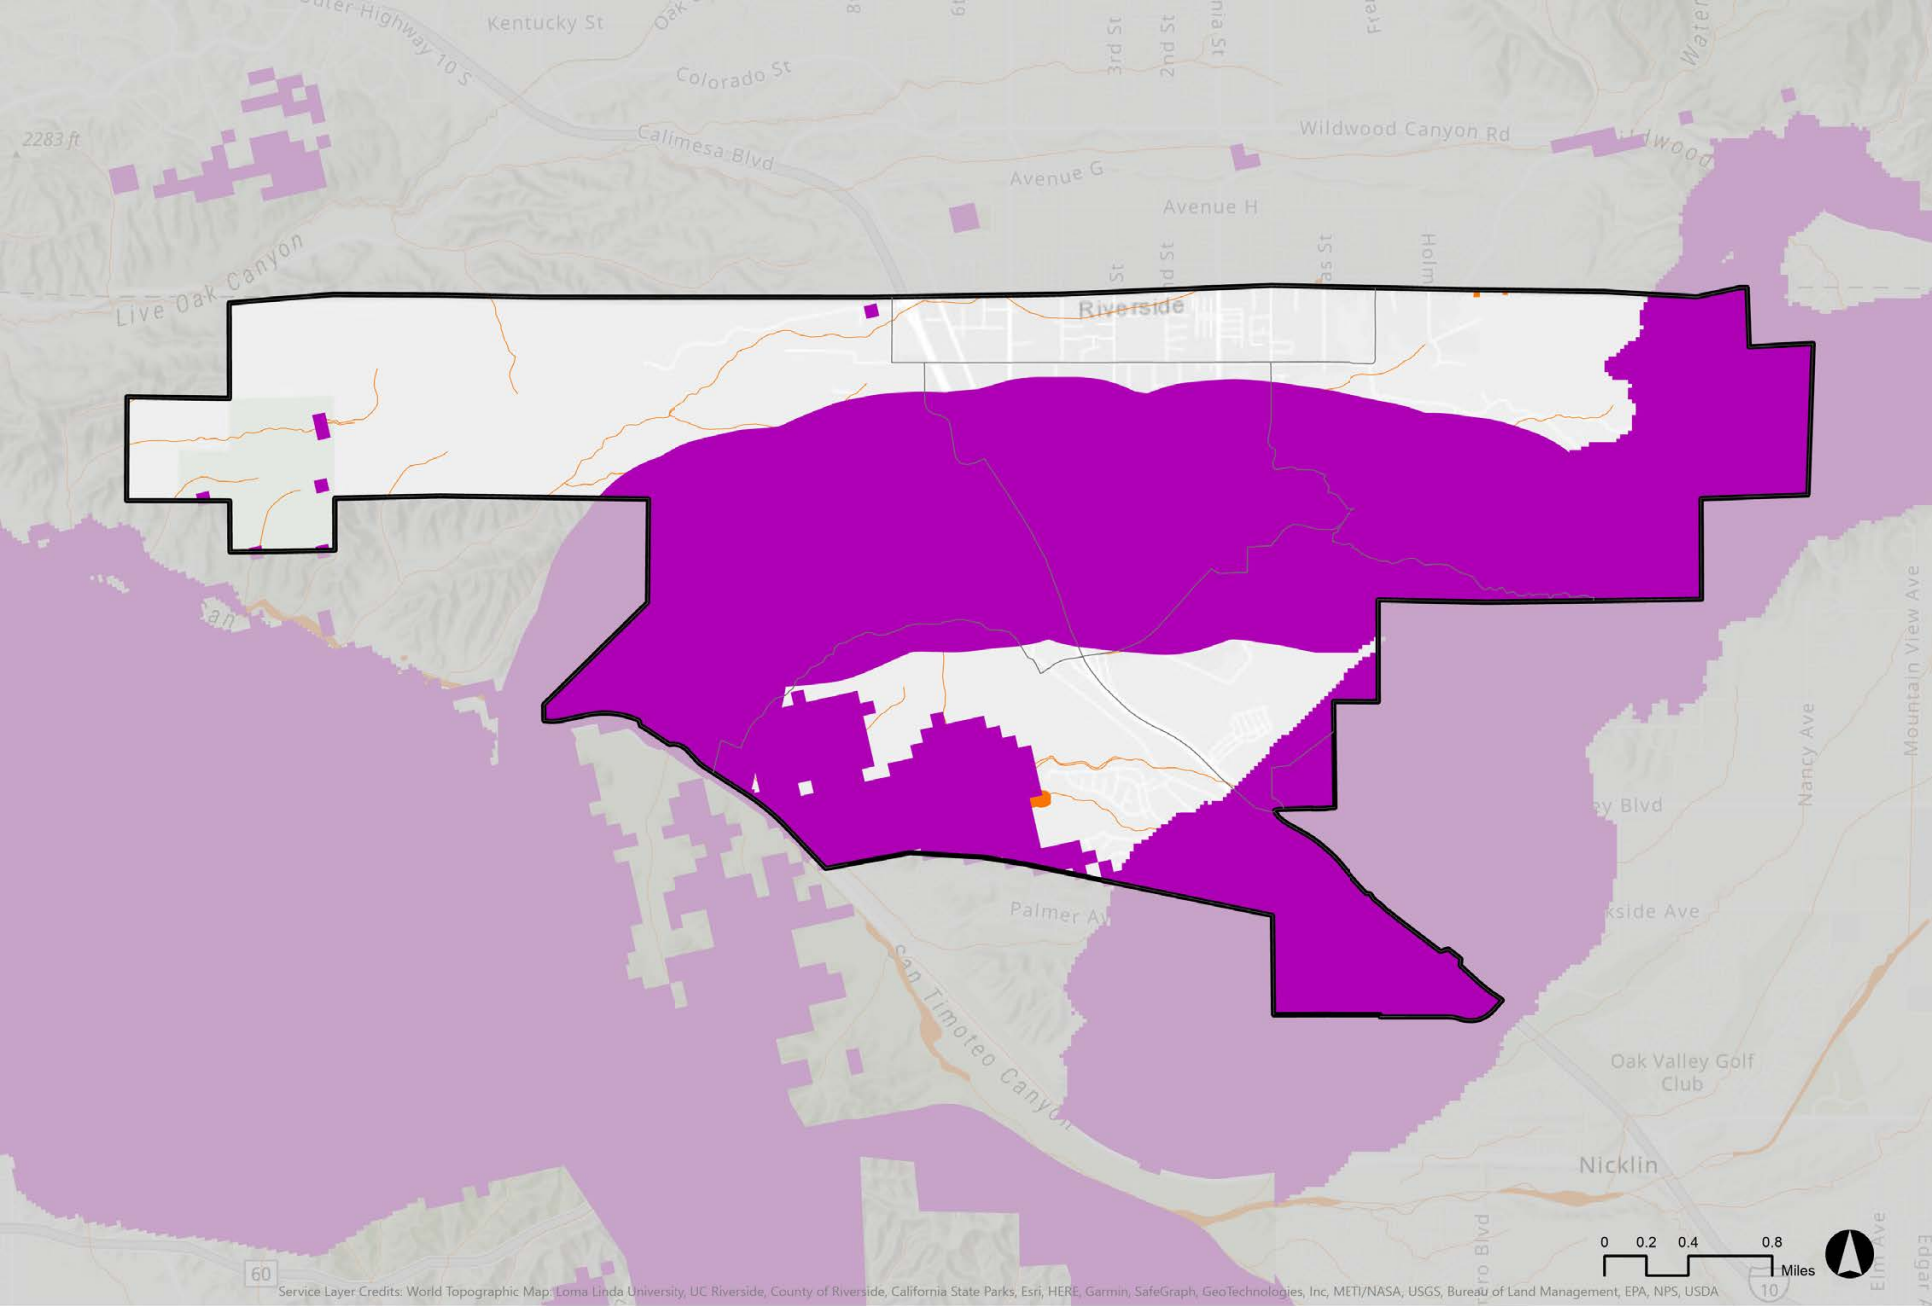 Kentucky St
Outer Highway 10 S
Colorado St
3rd St
2nd St
2283 ft
Calimesa Blvd
Wildwood Canyon Rd
Avenue G
Avenue H
Live Oak Canyon
Riverside
Mountain View Ave
Nancy Ave
Palmer Av
San Timoteo Canyon
Oak Valley Golf
Club
Nicklin
0 0.2 0.4 0.8
Miles
60
10
Elm Ave
Service Layer Credits: World Topographic Map: Loma Linda University, UC Riverside, County of Riverside, California State Parks, Esri, HERE, Garmin, SafeGraph, GeoTechnologies, Inc, METI/NASA, USGS, Bureau of Land Management, EPA, NPS, USDA